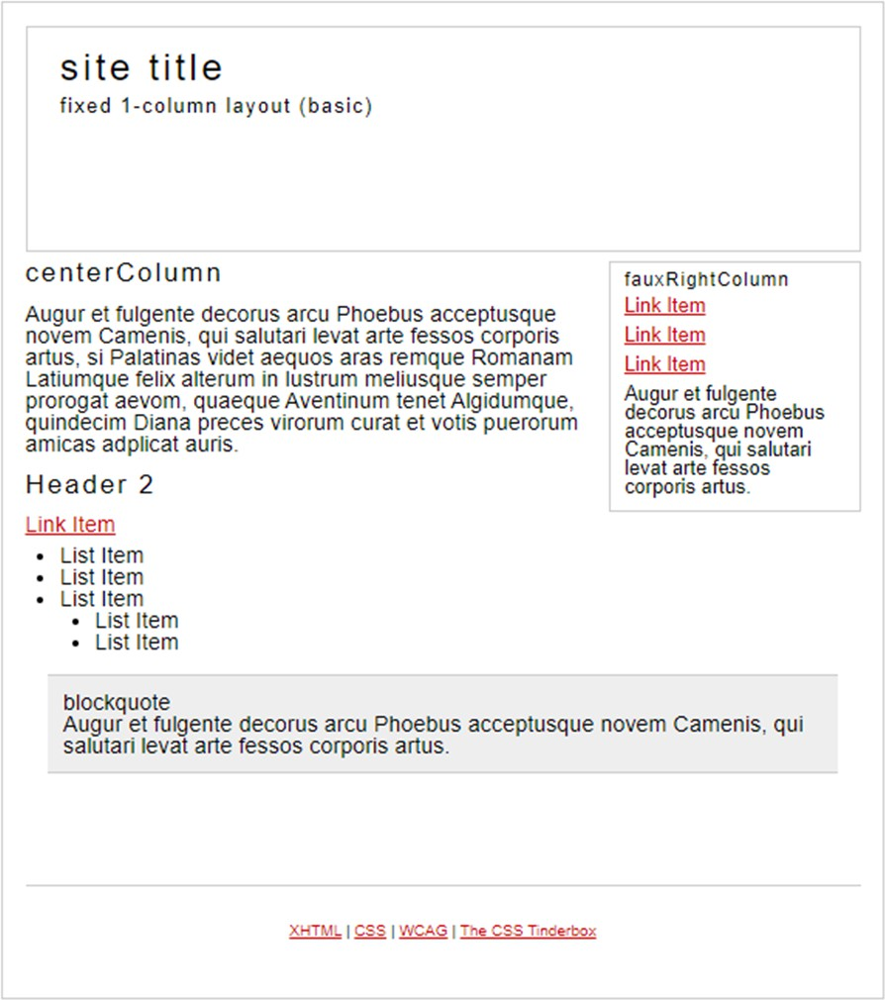 site title
fixed 1-column layout (basic)
centerColumn
Augur et fulgente decorus arcu Phoebus acceptusque
novem Camenis, qui salutari levat arte fessos corporis
artus, si Palatinas videt aequos aras remque Romanam
Latiumque felix alterum in lustrum meliusque semper
prorogat aevom, quaeque Aventinum tenet Algidumque,
quindecim Diana preces virorum curat et votis puerorum
amicas adplicat auris.
Header 2
Link Item
• List Item
• List Item
• List Item
• List Item
• List Item
fauxRightColumn
Link Item
Link Item
Link Item
Augur et fulgente
decorus arcu Phoebus
acceptusque novem
Camenis, qui salutari
levat arte fessos
corporis artus.
blockquote
Augur et fulgente decorus arcu Phoebus acceptusque novem Camenis, qui
salutari levat arte fessos corporis artus.
XHTML | CSS | WCAG | The CSS Tinderbox